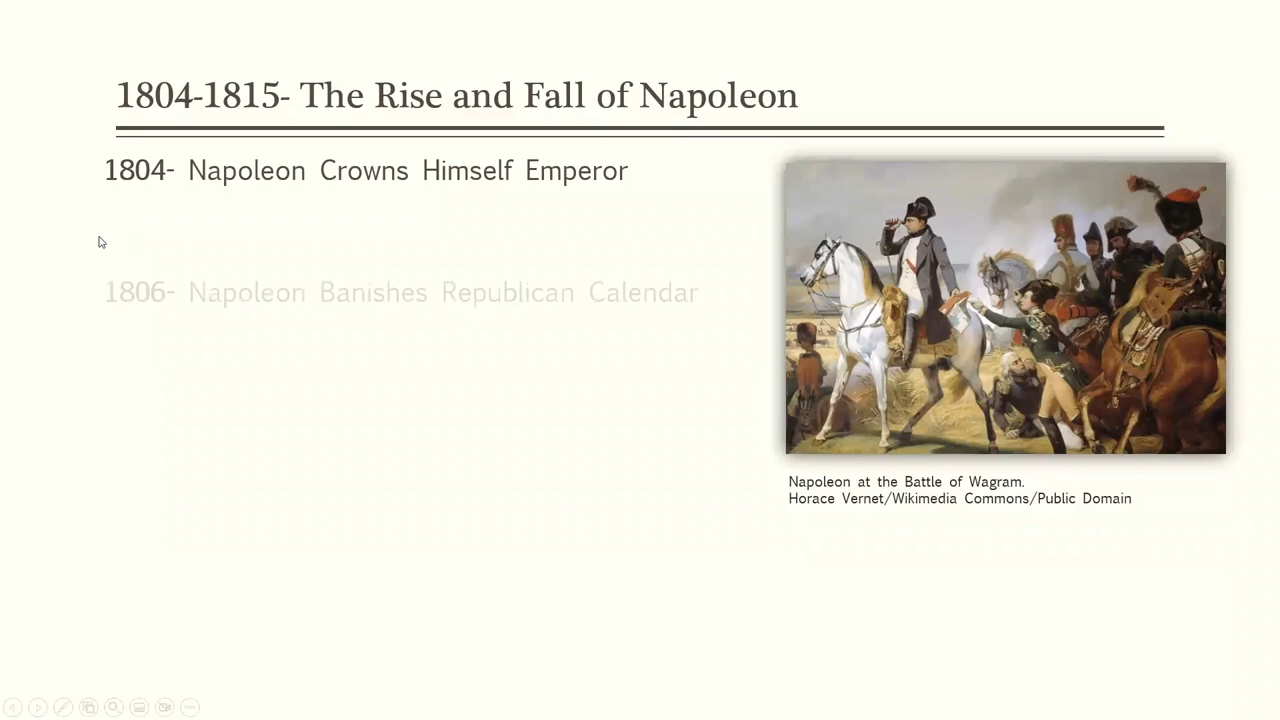 1804-1815- The Rise and Fall of Napoleon
1804- Napoleon Crowns Himself Emperor
1806- Napoleon Banishes Republican Calendar
Napoleon at the Battle of Wagram.
Horace Vernet/Wikimedia Commons/Public Domain